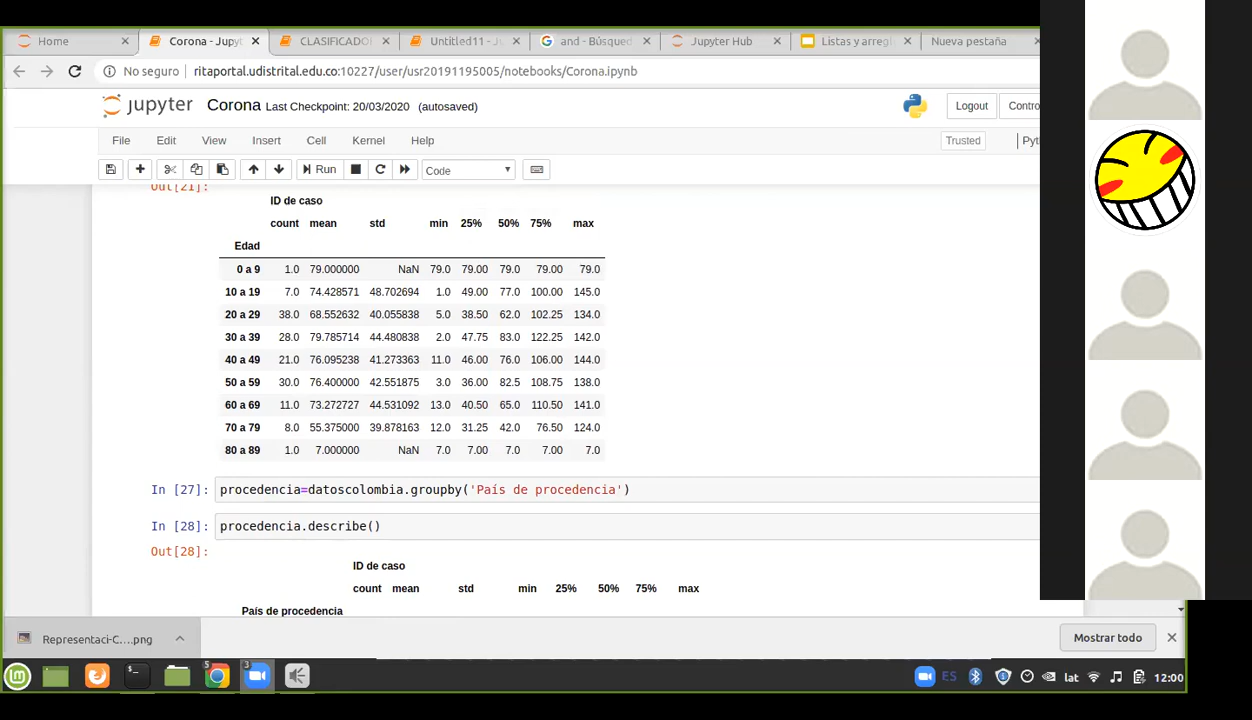 Home
Corona - Jupyt
CLASIFICADO
Untitled11 - J
and - Búsqued
Jupyter Hub
Listas y arregl
Nueva pestaña
No seguro
ritaportal.udistrital.edu.co:10227/user/usr20191195005/notebooks/Corona.ipynb
jupyter Corona Last Checkpoint: 20/03/2020 (autosaved)
Logout
Contro
File Edit View Insert Cell Kernel Help
Trusted
Pyt
Run
Code
Out[21]:
ID de caso
count mean std min 25% 50% 75% max
Edad
0 a 9 1.0 79.000000 NaN 79.0 79.00 79.0 79.00 79.0
10 a 19 7.0 74.428571 48.702694 1.0 49.00 77.0 100.00 145.0
20 a 29 38.0 68.552632 40.055838 5.0 38.50 62.0 102.25 134.0
30 a 39 28.0 79.785714 44.480838 2.0 47.75 83.0 122.25 142.0
40 a 49 21.0 76.095238 41.273363 11.0 46.00 76.0 106.00 144.0
50 a 59 30.0 76.400000 42.551875 3.0 36.00 82.5 108.75 138.0
60 a 69 11.0 73.272727 44.531092 13.0 40.50 65.0 110.50 141.0
70 a 79 8.0 55.375000 39.878163 12.0 31.25 42.0 76.50 124.0
80 a 89 1.0 7.000000 NaN 7.0 7.00 7.0 7.00 7.0
In [27]: procedencia=datoscolombia.groupby('País de procedencia')
In [28]: procedencia.describe()
Out[28]:
ID de caso
count mean std min 25% 50% 75% max
País de procedencia
Representaci-C....png
Mostrar todo
5
3
ES
lat
12:00